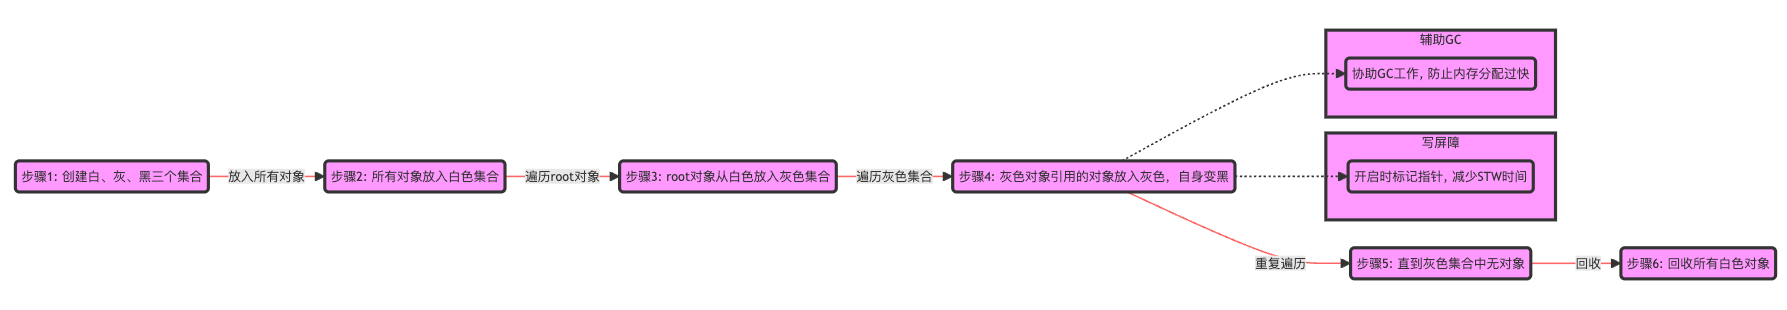 步骤1: 创建白、灰、黑三个集合
放入所有对象
步骤2: 所有对象放入白色集合
遍历root对象
步骤3: root对象从白色放入灰色集合
遍历灰色集合
步骤4: 灰色对象引用的对象放入灰色，自身变黑
辅助GC
协助GC工作, 防止内存分配过快
写屏障
开启时标记指针, 减少STW时间
重复遍历
步骤5: 直到灰色集合中无对象
回收
步骤6: 回收所有白色对象